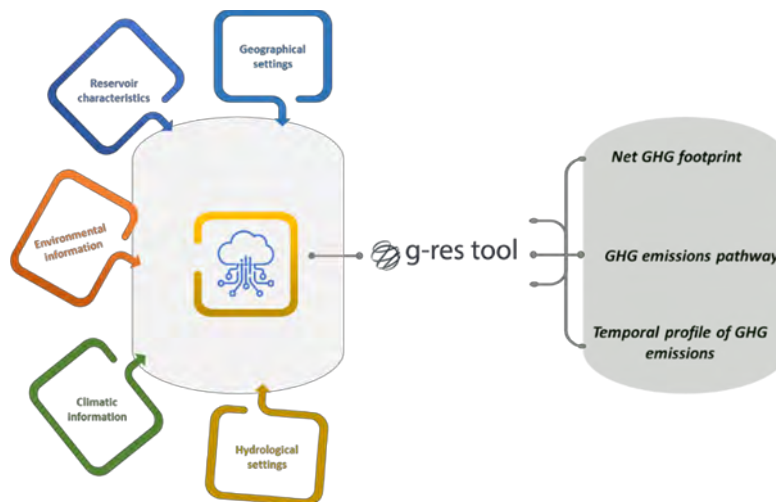 Geographical
settings
Reservoir
characteristics
Environmental
information
Climatic
information
Hydrological
settings
g-res tool
Net GHG footprint
GHG emissions pathway
Temporal profile of GHG
emissions